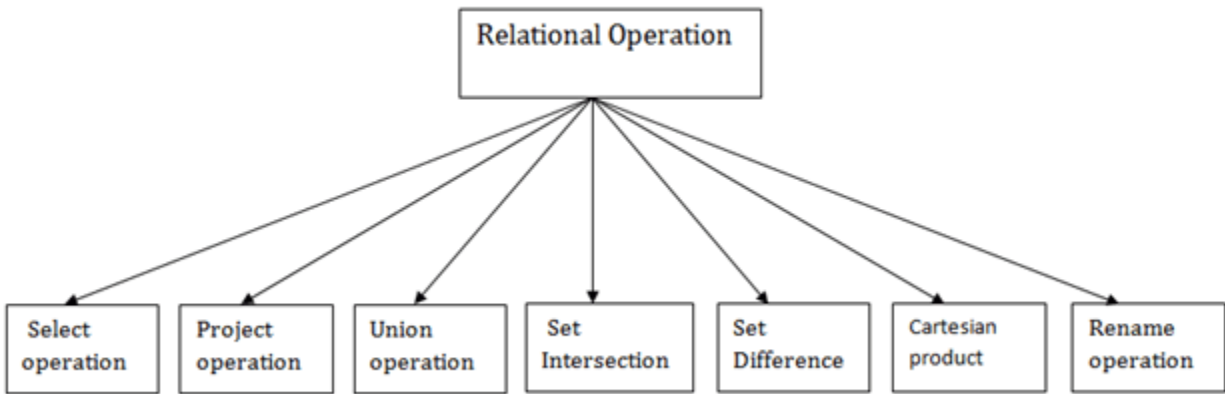 Relational Operation
Select
operation
Project
operation
Union
operation
Set
Intersection
Set
Difference
Cartesian
product
Rename
operation